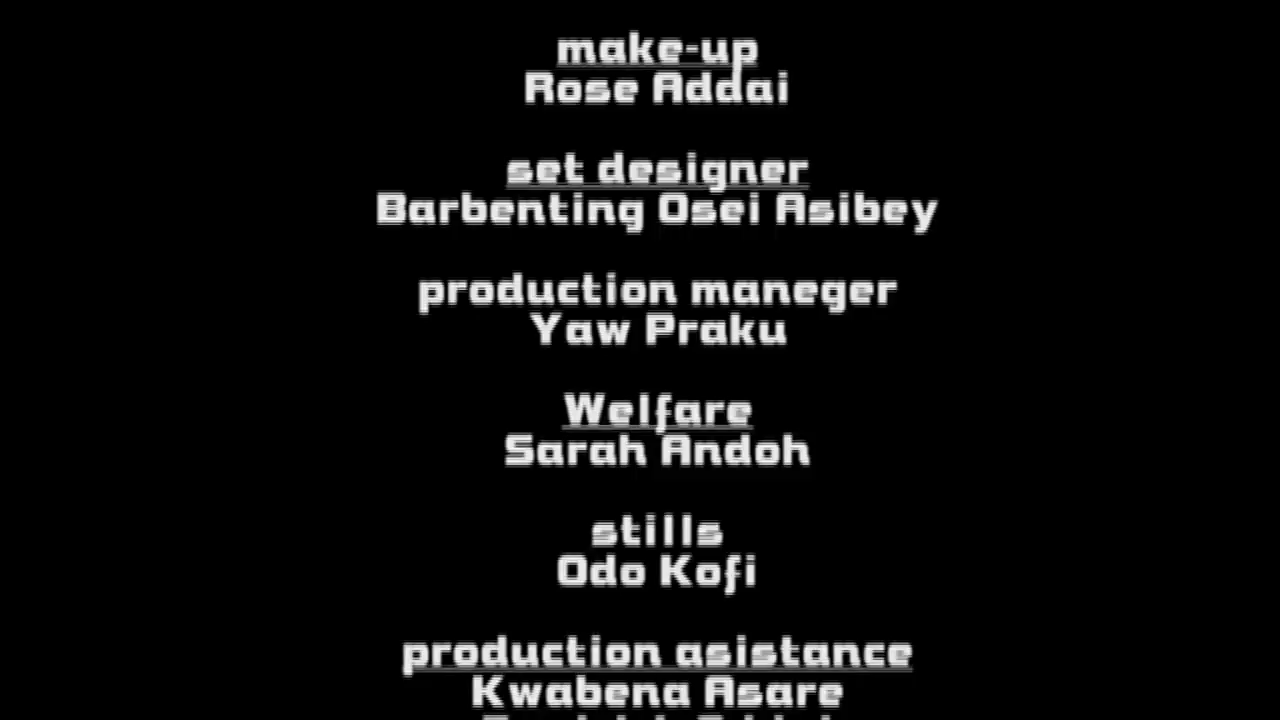 make-up
Rose Addai
set designer
Barbenting Osei Asibey
production maneger
Yaw Praku
Welfare
Sarah Andoh
stills
Odo Kofi
production asistance
Kwabena Asare